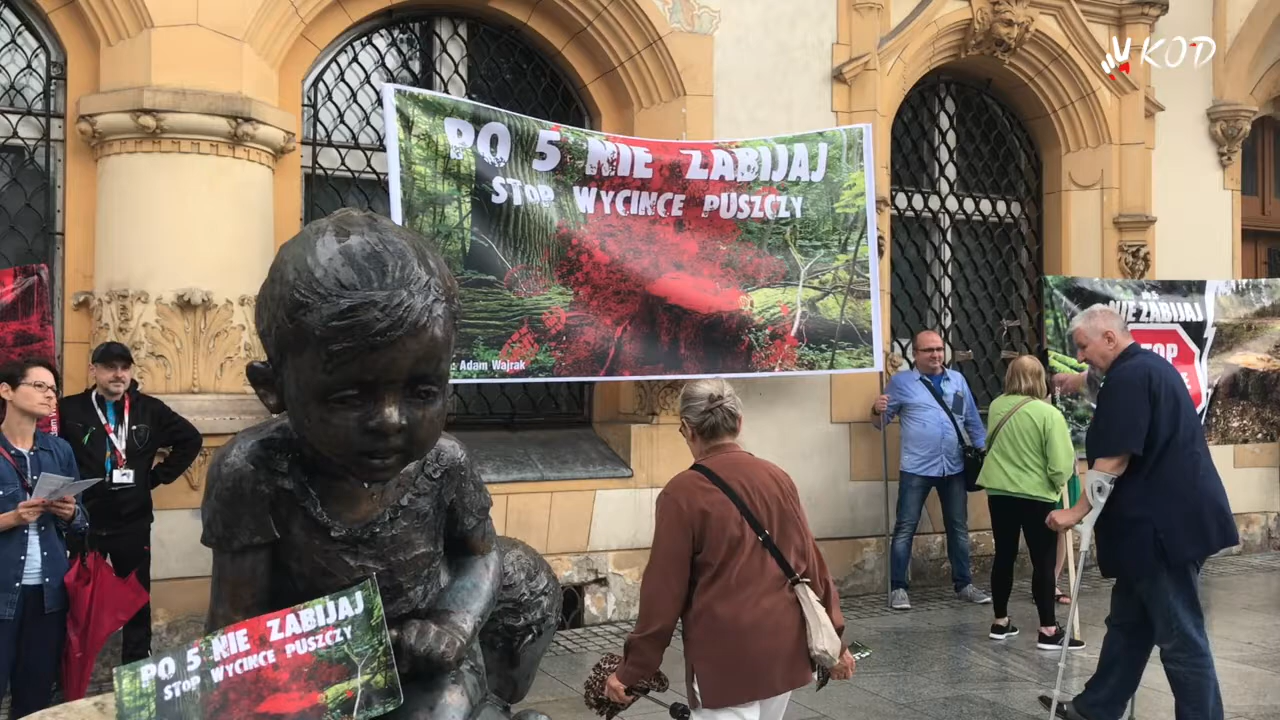 KOD
PO 5 NIE ZABIJAJ
STOP WYCINCE PUSZCZY
: Adam Wajrak
NIE ZABIJAJ
PO 5 NIE ZABIJAJ
STOP WYCINCE PUSZCZY